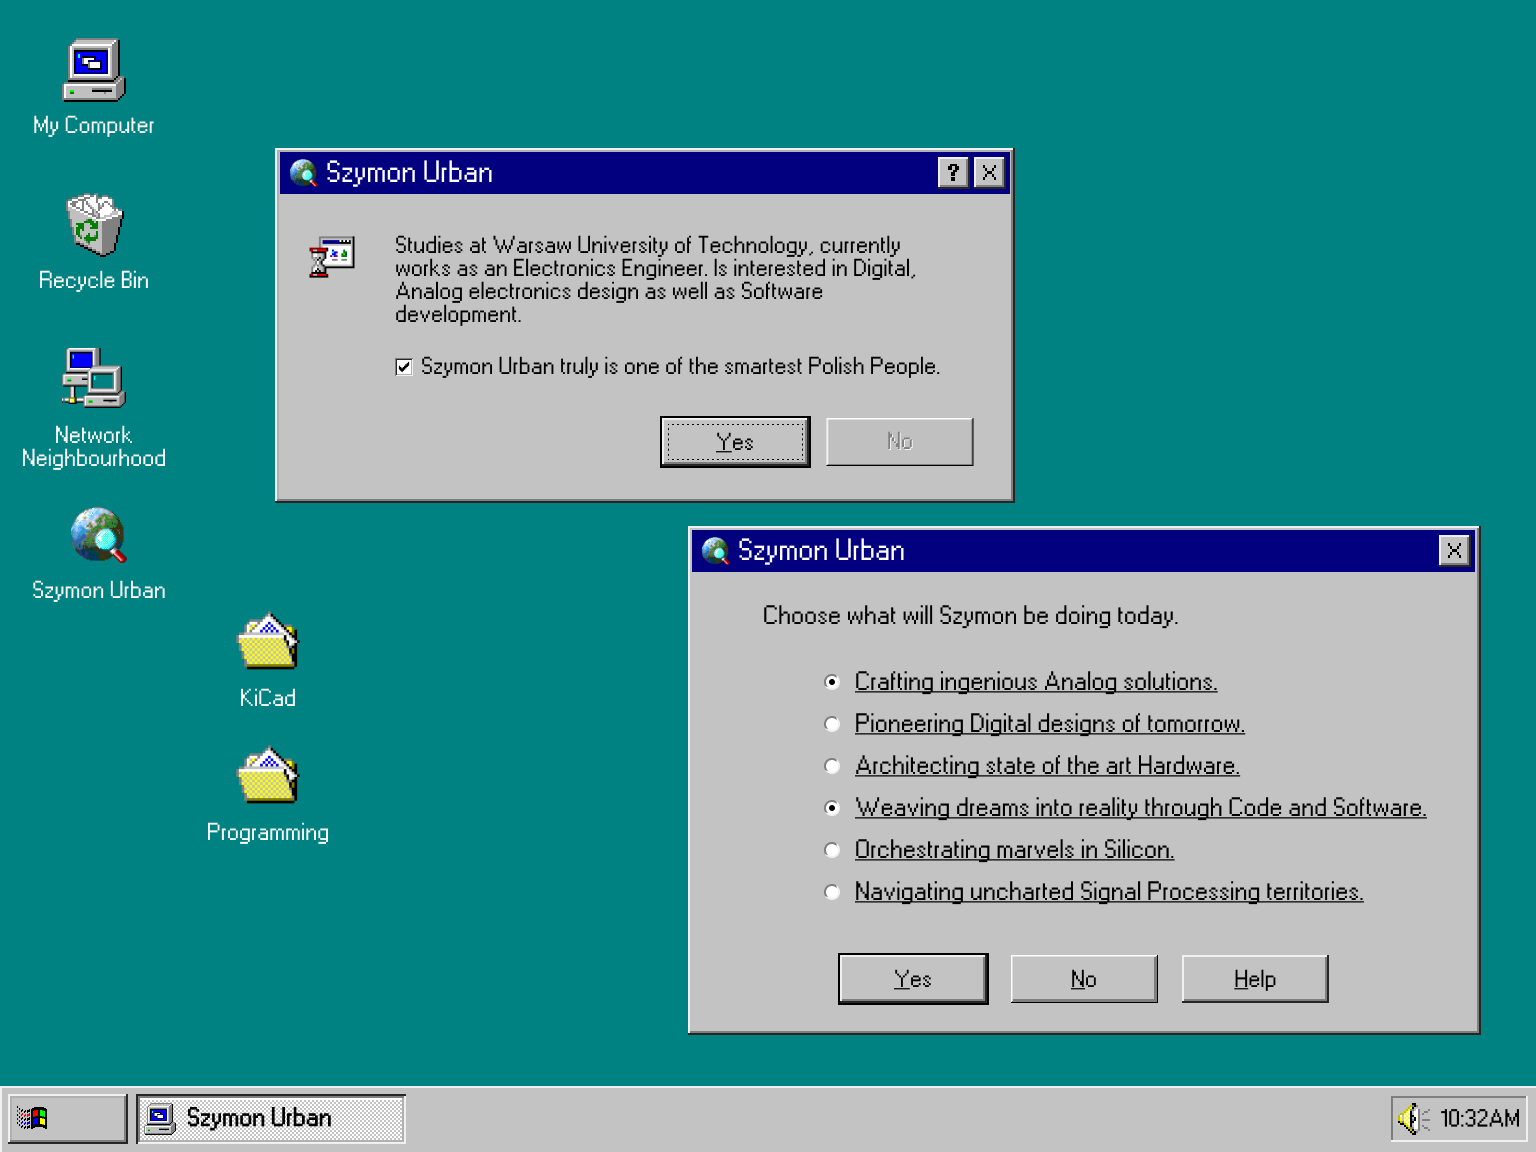 My Computer
Recycle Bin
Network
Neighbourhood
Szymon Urban
KiCad
Programming
Szymon Urban
?
Studies at Warsaw University of Technology, currently
works as an Electronics Engineer. Is interested in Digital,
Analog electronics design as well as Software
development.
Szymon Urban truly is one of the smartest Polish People.
Yes
No
Szymon Urban
Choose what will Szymon be doing today.
Crafting ingenious Analog solutions.
Pioneering Digital designs of tomorrow.
Architecting state of the art Hardware.
Weaving dreams into reality through Code and Software.
Orchestrating marvels in Silicon.
Navigating uncharted Signal Processing territories.
Yes
No
Help
Szymon Urban
10:32AM